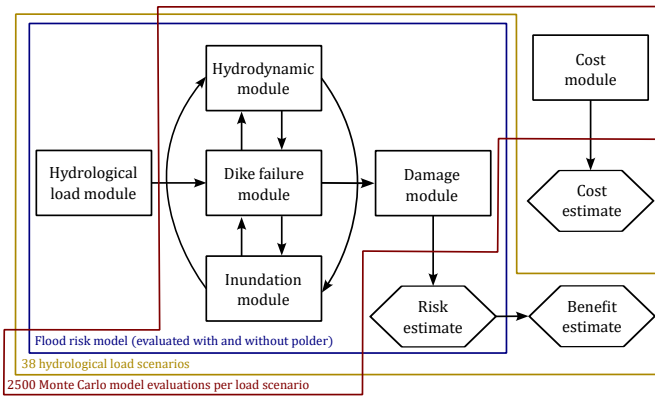 Hydrodynamic
module
Cost
module
Hydrological
load module
Dike failure
module
Damage
module
Cost
estimate
Inundation
module
Risk
estimate
Benefit
estimate
Flood risk model (evaluated with and without polder)
38 hydrological load scenarios
2500 Monte Carlo model evaluations per load scenario